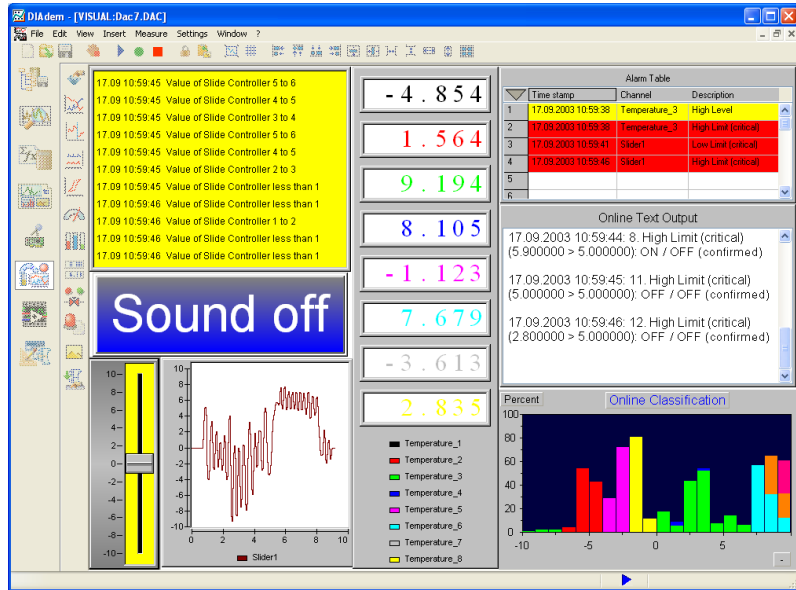 DIAdem - [VISUAL:Dac7.DAC]
File Edit View Insert Measure Settings Window ?
17.09 10:59:45 Value of Slide Controller 5 to 6
17.09 10:59:45 Value of Slide Controller 4 to 5
17.09 10:59:45 Value of Slide Controller 3 to 4
17.09 10:59:45 Value of Slide Controller 5 to 6
17.09 10:59:45 Value of Slide Controller 4 to 5
17.09 10:59:45 Value of Slide Controller 2 to 3
17.09 10:59:45 Value of Slide Controller less than 1
17.09 10:59:46 Value of Slide Controller less than 1
17.09 10:59:46 Value of Slide Controller 1 to 2
17.09 10:59:46 Value of Slide Controller less than 1
17.09 10:59:46 Value of Slide Controller less than 1
Sound off
10-
8-
6-
4-
2-
0-
-2-
-4-
-6-
-8-
-10-
10
8
6
4
2
0
-2
-4
-6
-8
-10
0 2 4 6 8 10
Slider1
-4.854
1.564
9.194
8.105
-1.123
7.679
-3.613
2.835
Temperature_1
Temperature_2
Temperature_3
Temperature_4
Temperature_5
Temperature_6
Temperature_7
Temperature_8
Alarm Table
Time stamp Channel Description
1 17.09.2003 10:59:38 Temperature_3 High Level
2 17.09.2003 10:59:38 Temperature_3 High Limit (critical)
3 17.09.2003 10:59:41 Slider1 Low Limit (critical)
4 17.09.2003 10:59:46 Slider1 High Limit (critical)
5
6
Online Text Output
17.09.2003 10:59:44: 8. High Limit (critical)
(5.900000 > 5.000000): ON / OFF (confirmed)
17.09.2003 10:59:45: 11. High Limit (critical)
(5.000000 > 5.000000): OFF / OFF (confirmed)
17.09.2003 10:59:46: 12. High Limit (critical)
(2.800000 > 5.000000): OFF / OFF (confirmed)
Percent Online Classification
100
80
60
40
20
0
-10 -5 0 5
-